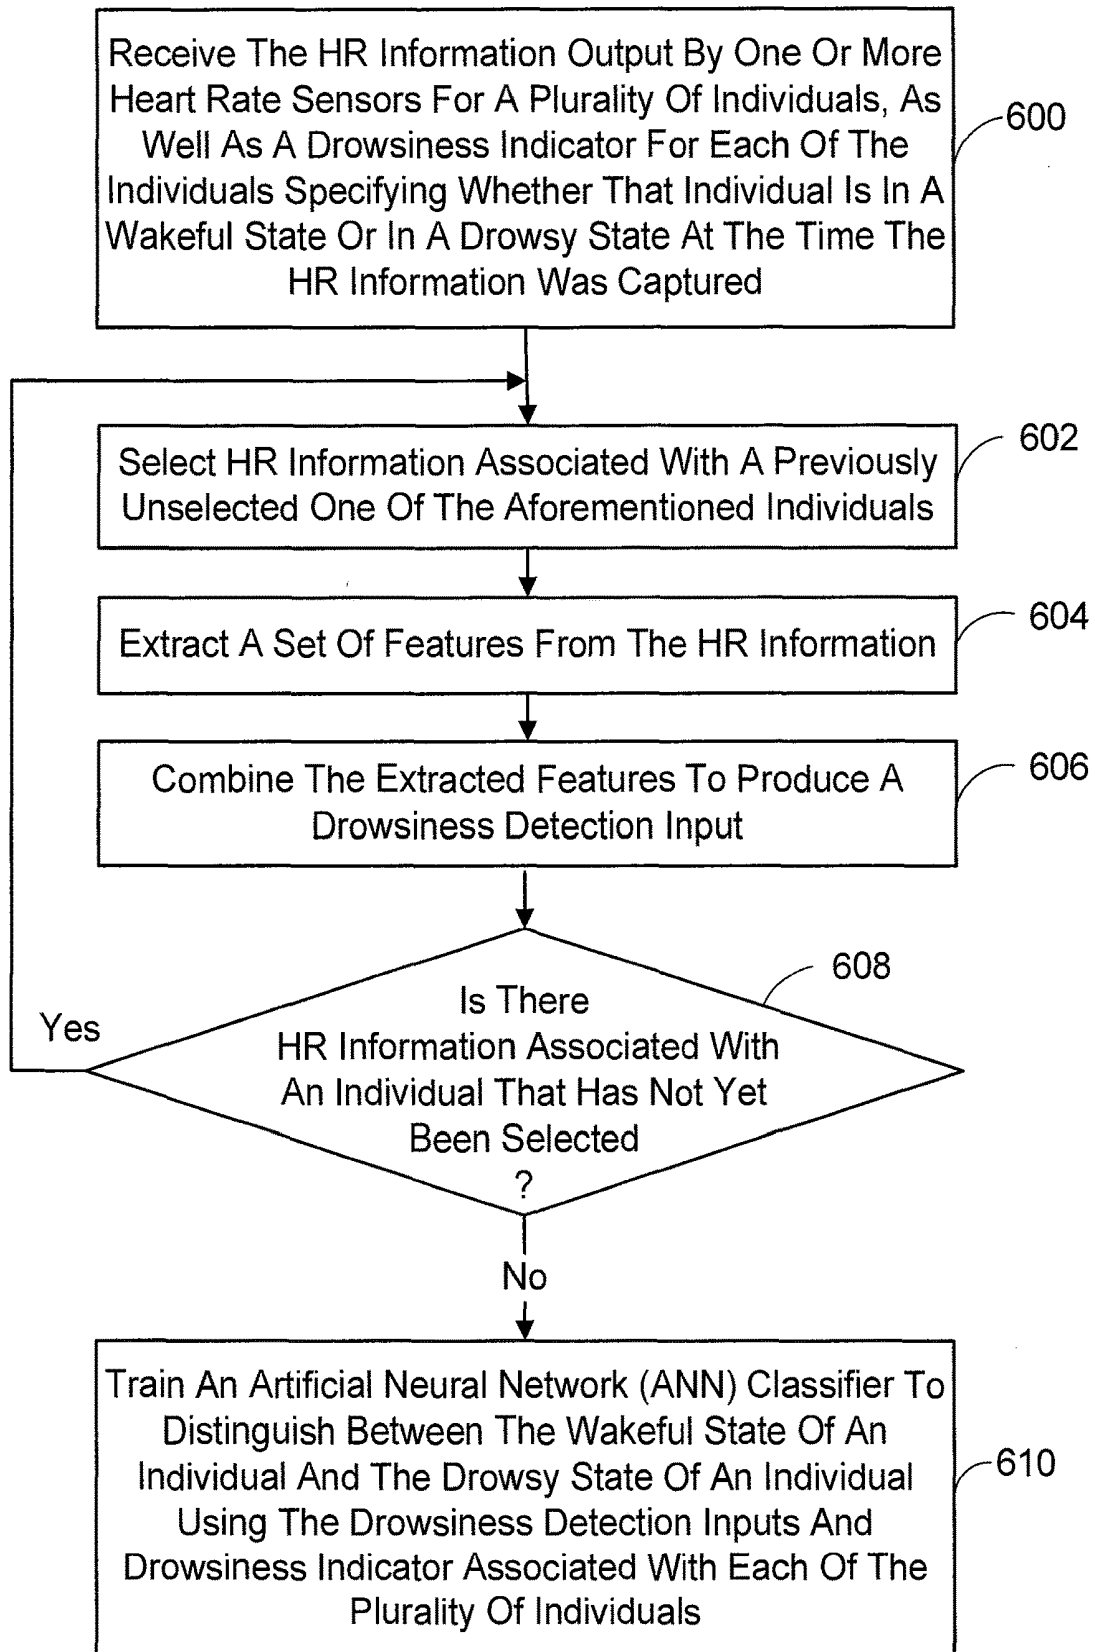 Receive The HR Information Output By One Or More
Heart Rate Sensors For A Plurality Of Individuals, As
Well As A Drowsiness Indicator For Each Of The
Individuals Specifying Whether That Individual Is In A
Wakeful State Or In A Drowsy State At The Time The
HR Information Was Captured
600
Select HR Information Associated With A Previously
Unselected One Of The Aforementioned Individuals
602
Extract A Set Of Features From The HR Information
604
Combine The Extracted Features To Produce A
Drowsiness Detection Input
606
Is There
HR Information Associated With
An Individual That Has Not Yet
Been Selected
?
608
Yes
No
Train An Artificial Neural Network (ANN) Classifier To
Distinguish Between The Wakeful State Of An
Individual And The Drowsy State Of An Individual
Using The Drowsiness Detection Inputs And
Drowsiness Indicator Associated With Each Of The
Plurality Of Individuals
610